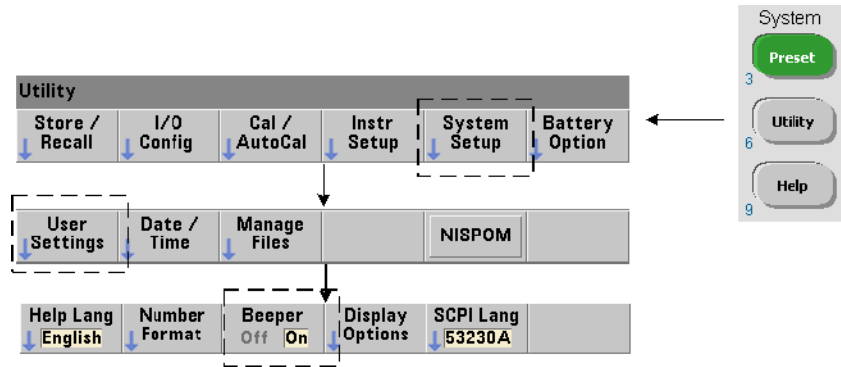 System
Preset
3
Utility
6
Help
9
Utility
Store / Recall
I/O Config
Cal / AutoCal
Instr Setup
System Setup
Battery Option
User Settings
Date / Time
Manage Files
NISPOM
Help Lang English
Number Format
Beeper Off On
Display Options
SCPI Lang 53230A